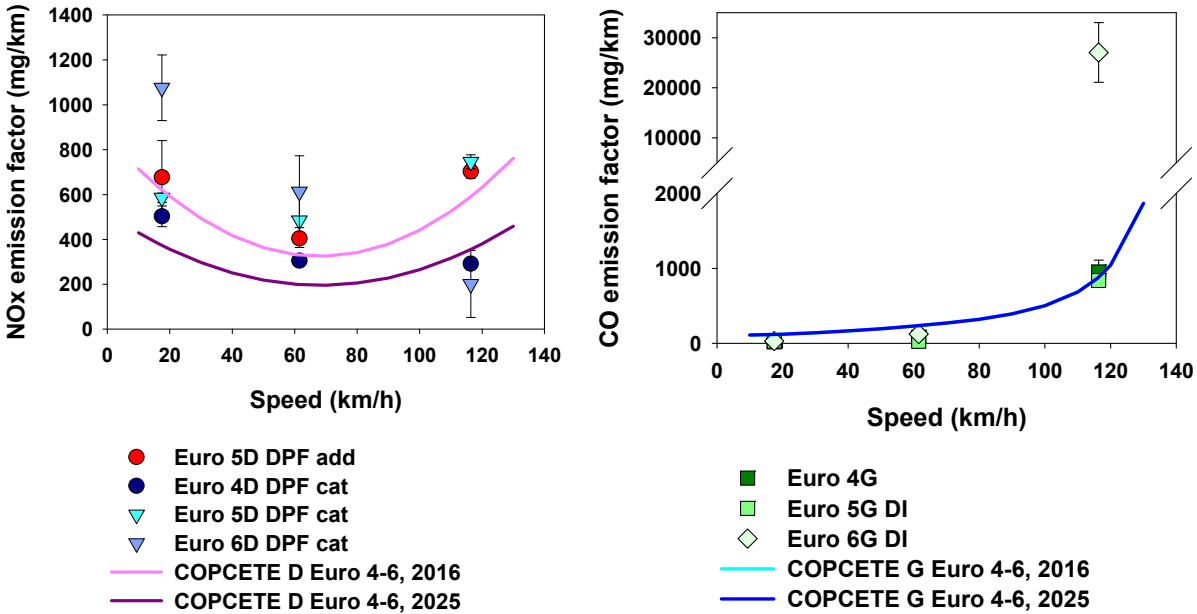 NOx emission factor (mg/km)
1400
1200
1000
800
600
400
200
0
0 20 40 60 80 100 120 140
Speed (km/h)
Euro 5D DPF add
Euro 4D DPF cat
Euro 5D DPF cat
Euro 6D DPF cat
COPCETE D Euro 4-6, 2016
COPCETE D Euro 4-6, 2025
CO emission factor (mg/km)
30000
20000
10000
2000
1000
0
0 20 40 60 80 100 120 140
Speed (km/h)
Euro 4G
Euro 5G DI
Euro 6G DI
COPCETE G Euro 4-6, 2016
COPCETE G Euro 4-6, 2025